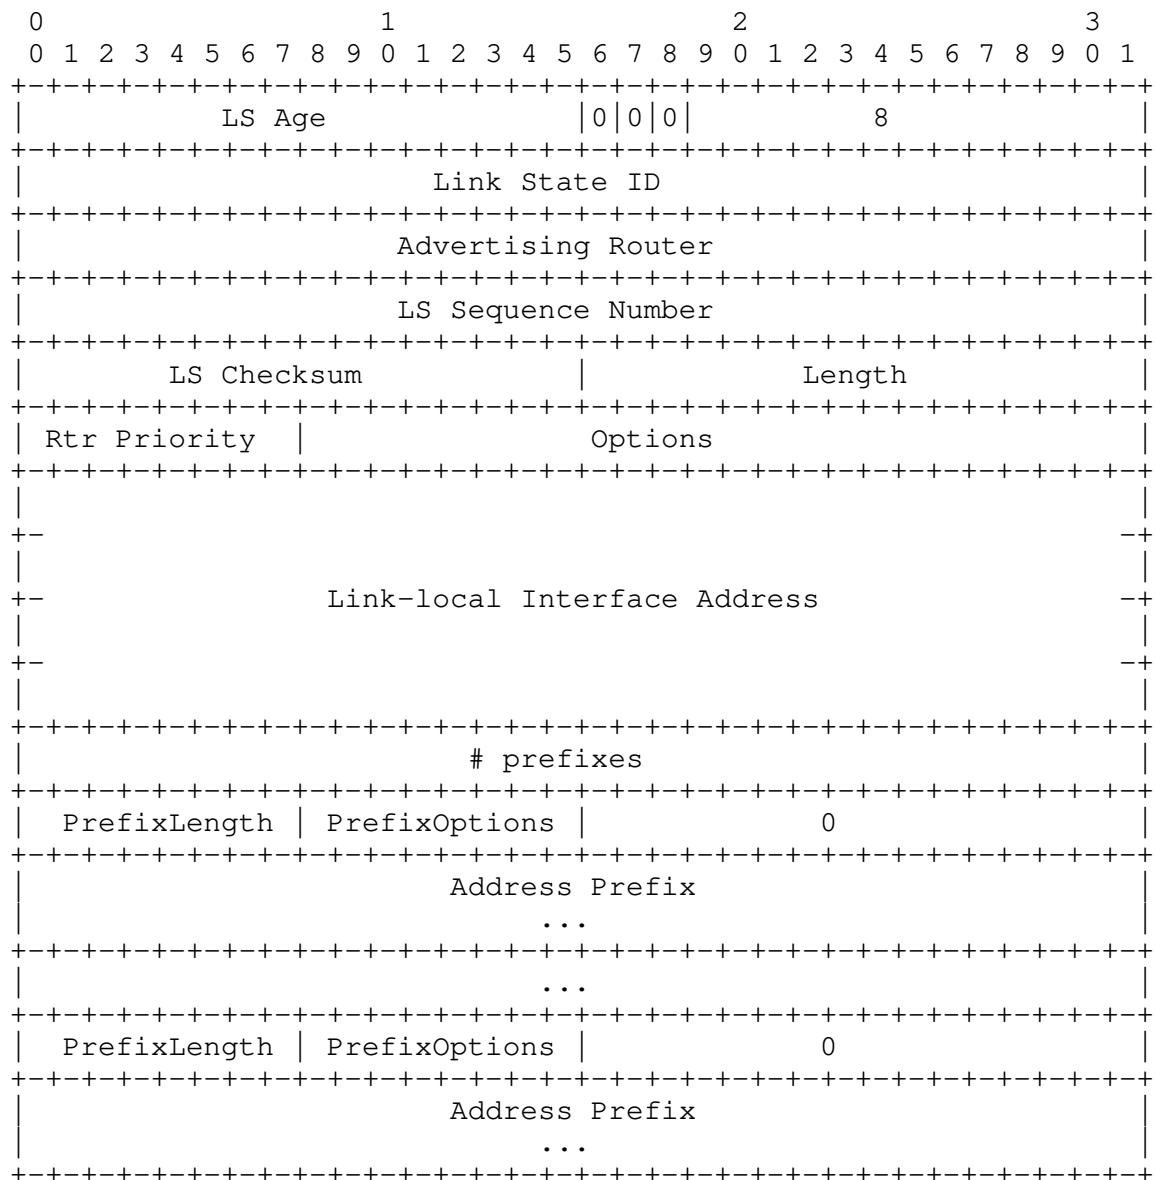 0                   1                   2                   3
 0 1 2 3 4 5 6 7 8 9 0 1 2 3 4 5 6 7 8 9 0 1 2 3 4 5 6 7 8 9 0 1
+-+-+-+-+-+-+-+-+-+-+-+-+-+-+-+-+-+-+-+-+-+-+-+-+-+-+-+-+-+-+-+-+
|           LS Age              |0|0|0|          8              |
+-+-+-+-+-+-+-+-+-+-+-+-+-+-+-+-+-+-+-+-+-+-+-+-+-+-+-+-+-+-+-+-+
|                       Link State ID                           |
+-+-+-+-+-+-+-+-+-+-+-+-+-+-+-+-+-+-+-+-+-+-+-+-+-+-+-+-+-+-+-+-+
|                     Advertising Router                        |
+-+-+-+-+-+-+-+-+-+-+-+-+-+-+-+-+-+-+-+-+-+-+-+-+-+-+-+-+-+-+-+-+
|                     LS Sequence Number                        |
+-+-+-+-+-+-+-+-+-+-+-+-+-+-+-+-+-+-+-+-+-+-+-+-+-+-+-+-+-+-+-+-+
|        LS Checksum            |            Length             |
+-+-+-+-+-+-+-+-+-+-+-+-+-+-+-+-+-+-+-+-+-+-+-+-+-+-+-+-+-+-+-+-+
| Rtr Priority  |                Options                        |
+-+-+-+-+-+-+-+-+-+-+-+-+-+-+-+-+-+-+-+-+-+-+-+-+-+-+-+-+-+-+-+-+
|                                                               |
+-                                                             -+
|                                                               |
+-                Link-local Interface Address                 -+
|                                                               |
+-                                                             -+
|                                                               |
+-+-+-+-+-+-+-+-+-+-+-+-+-+-+-+-+-+-+-+-+-+-+-+-+-+-+-+-+-+-+-+-+
|                         # prefixes                            |
+-+-+-+-+-+-+-+-+-+-+-+-+-+-+-+-+-+-+-+-+-+-+-+-+-+-+-+-+-+-+-+-+
|  PrefixLength | PrefixOptions |             0                 |
+-+-+-+-+-+-+-+-+-+-+-+-+-+-+-+-+-+-+-+-+-+-+-+-+-+-+-+-+-+-+-+-+
|                        Address Prefix                         |
|                             ...                               |
+-+-+-+-+-+-+-+-+-+-+-+-+-+-+-+-+-+-+-+-+-+-+-+-+-+-+-+-+-+-+-+-+
|                             ...                               |
+-+-+-+-+-+-+-+-+-+-+-+-+-+-+-+-+-+-+-+-+-+-+-+-+-+-+-+-+-+-+-+-+
|  PrefixLength | PrefixOptions |             0                 |
+-+-+-+-+-+-+-+-+-+-+-+-+-+-+-+-+-+-+-+-+-+-+-+-+-+-+-+-+-+-+-+-+
|                        Address Prefix                         |
|                             ...                               |
+-+-+-+-+-+-+-+-+-+-+-+-+-+-+-+-+-+-+-+-+-+-+-+-+-+-+-+-+-+-+-+-+